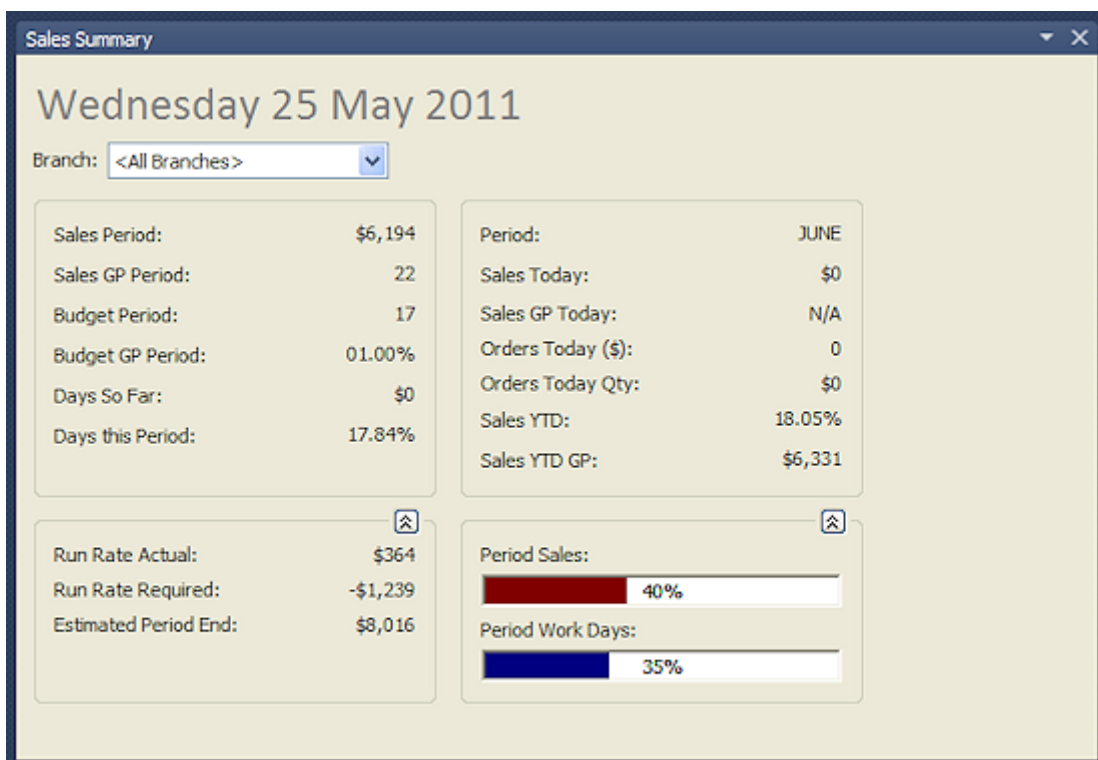 Sales Summary
Wednesday 25 May 2011
Branch: <All Branches>
Sales Period: $6,194
Sales GP Period: 22
Budget Period: 17
Budget GP Period: 01.00%
Days So Far: $0
Days this Period: 17.84%
Period: JUNE
Sales Today: $0
Sales GP Today: N/A
Orders Today ($): 0
Orders Today Qty: $0
Sales YTD: 18.05%
Sales YTD GP: $6,331
Run Rate Actual: $364
Run Rate Required: -$1,239
Estimated Period End: $8,016
Period Sales:
40%
Period Work Days:
35%